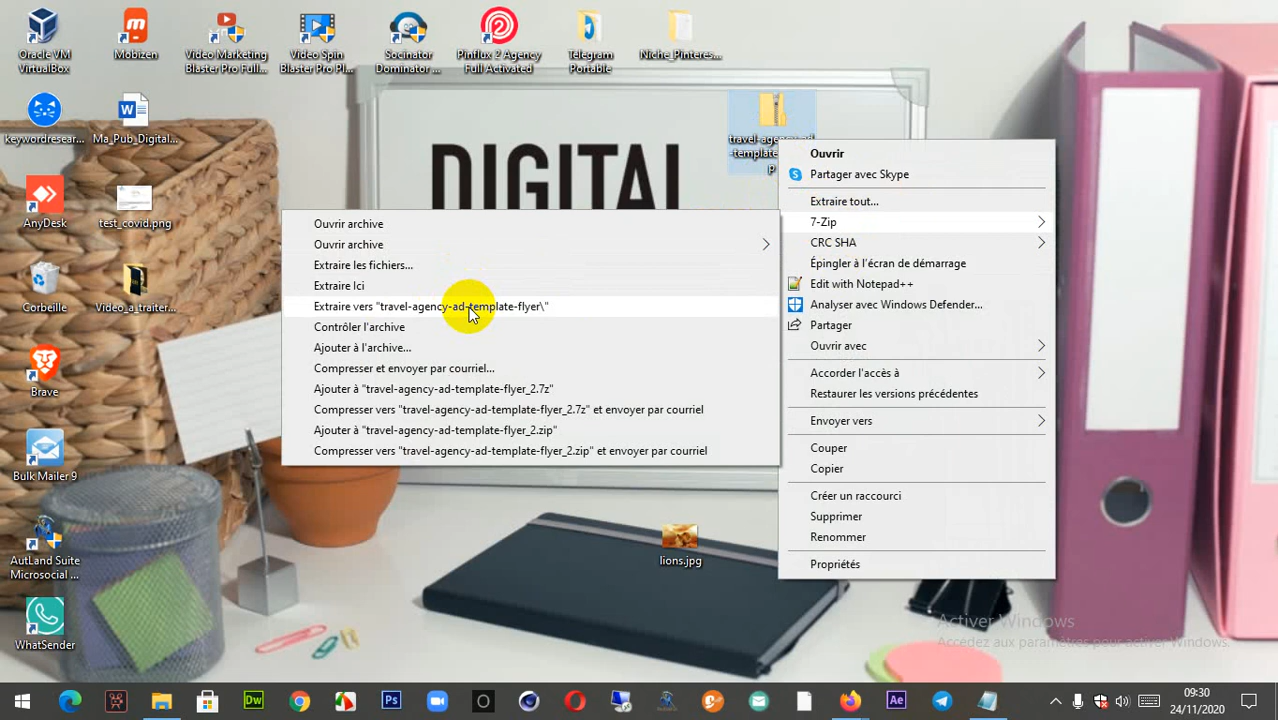 Oracle VM
VirtualBox
Mobizen
Video Marketing
Blaster Pro Full...
Video Spin
Blaster Pro Pl...
Socinator
Dominator ...
Pinflux 2 Agency
Full Activated
Telegram
Portable
Niche_Pinteres...
keywordresear...
Ma_Pub_Digital...
travel-agency-ad
-template
p
DIGITAL
AnyDesk
test_covid.png
Corbeille
Video_a_traiter...
Brave
Bulk Mailer 9
AutLand Suite
Microsocial ...
WhatSender
lions.jpg
Ouvrir archive
Ouvrir archive
Extraire les fichiers...
Extraire Ici
Extraire vers "travel-agency-ad-template-flyer\"
Contrôler l'archive
Ajouter à l'archive...
Compresser et envoyer par courriel...
Ajouter à "travel-agency-ad-template-flyer_2.7z"
Compresser vers "travel-agency-ad-template-flyer_2.7z" et envoyer par courriel
Ajouter à "travel-agency-ad-template-flyer_2.zip"
Compresser vers "travel-agency-ad-template-flyer_2.zip" et envoyer par courriel
Ouvrir
Partager avec Skype
Extraire tout...
7-Zip
CRC SHA
Épingler à l'écran de démarrage
Edit with Notepad++
Analyser avec Windows Defender...
Partager
Ouvrir avec
Accorder l'accès à
Restaurer les versions précédentes
Envoyer vers
Couper
Copier
Créer un raccourci
Supprimer
Renommer
Propriétés
Activer Windows
Accédez aux paramètres pour activer Windows.
Dw
Ps
Ae
09:30
24/11/2020